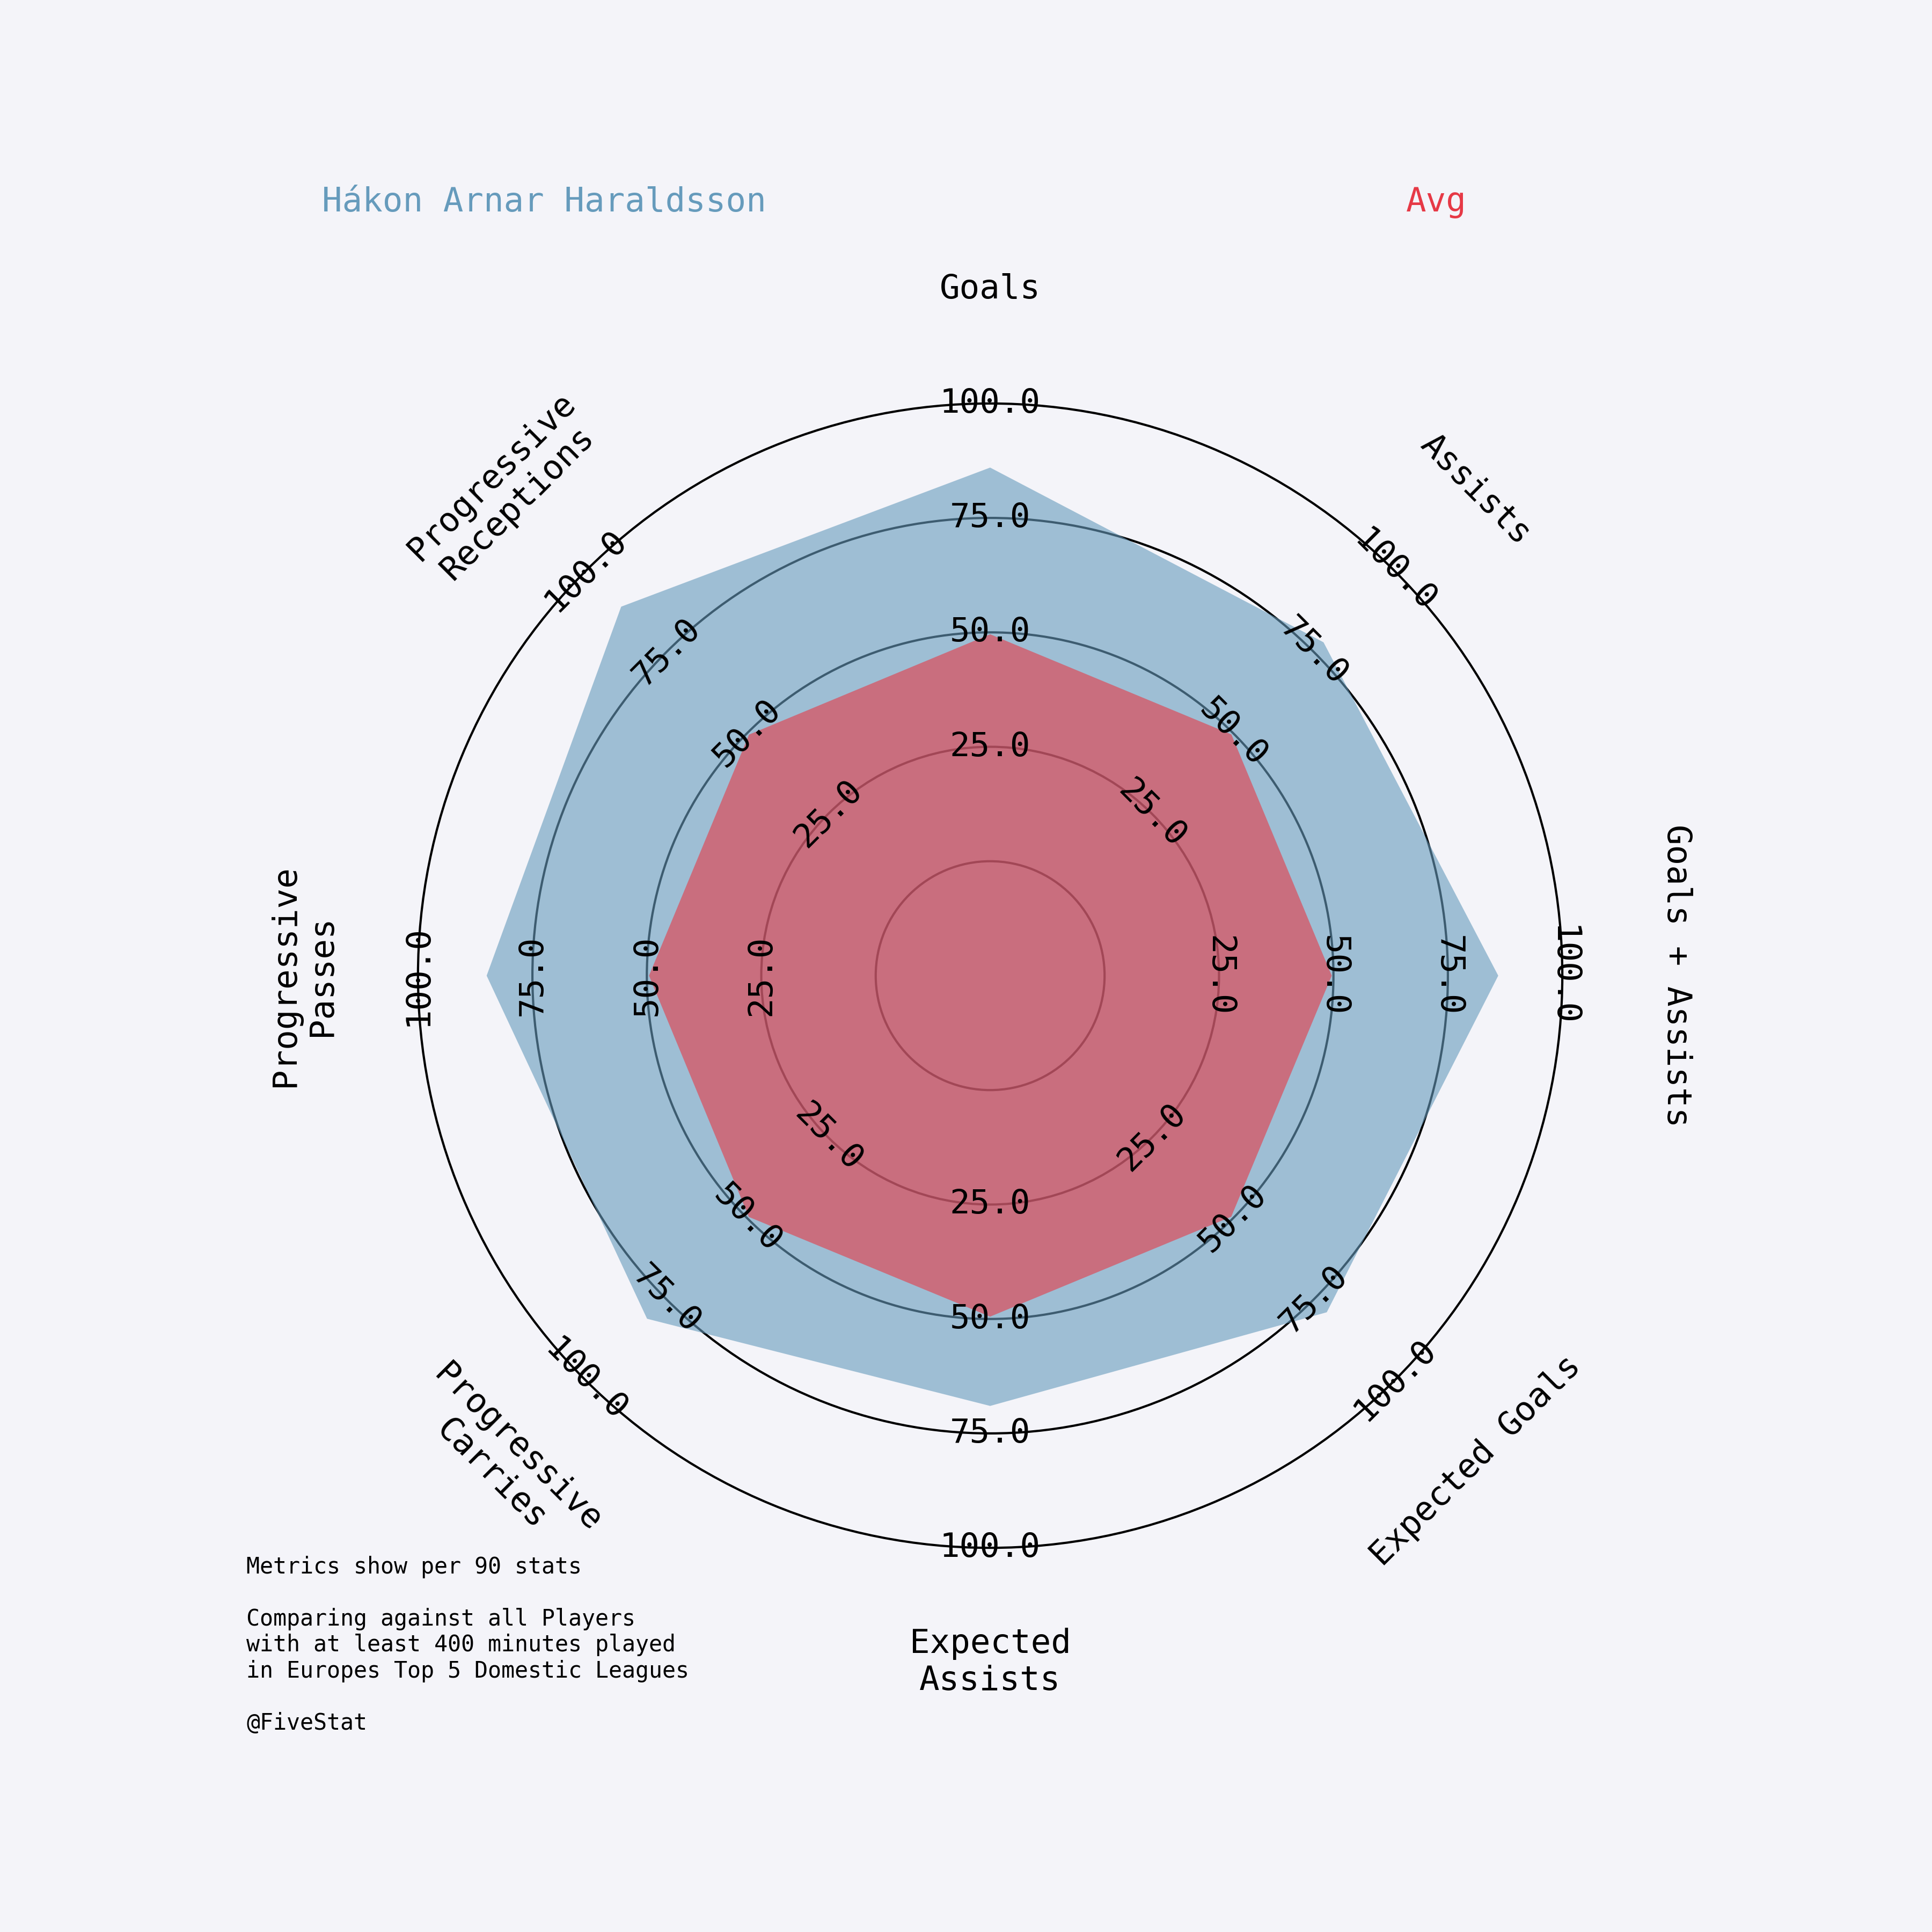 Hákon Arnar Haraldsson
Avg
Goals
Assists
Goals + Assists
Expected Goals
Expected
Assists
Progressive
Carries
Progressive
Passes
Progressive
Receptions
25.0
50.0
75.0
100.0
25.0
50.0
75.0
100.0
25.0
50.0
75.0
100.0
25.0
50.0
75.0
100.0
25.0
50.0
75.0
100.0
25.0
50.0
75.0
100.0
25.0
50.0
75.0
100.0
25.0
50.0
75.0
100.0
Metrics show per 90 stats
Comparing against all Players
with at least 400 minutes played
in Europes Top 5 Domestic Leagues
@FiveStat